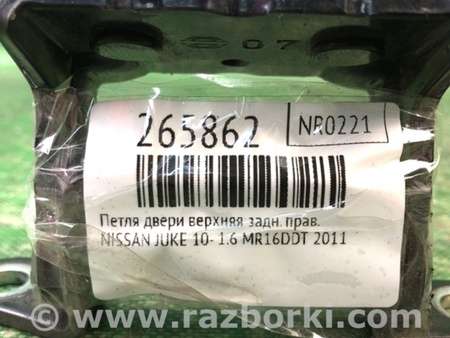 07
265862
NR0221
Петля двери верхняя задн. прав.
NISSAN JUKE 10- 1.6 MR16DDT 2011
www.razborki.com